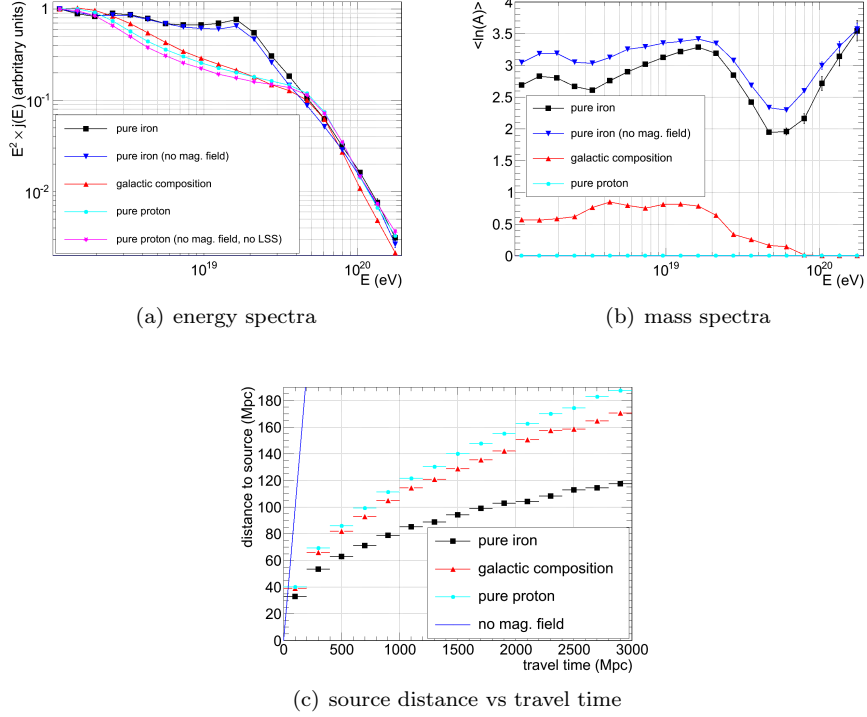 E² × j(E) (arbritary units)
1
10⁻¹
10⁻²
pure iron
pure iron (no mag. field)
galactic composition
pure proton
pure proton (no mag. field, no LSS)
10¹⁹
10²⁰
E (eV)
(a) energy spectra
<ln(A)>
4
3.5
3
2.5
2
1.5
1
0.5
0
pure iron
pure iron (no mag. field)
galactic composition
pure proton
10¹⁹
10²⁰
E (eV)
(b) mass spectra
distance to source (Mpc)
180
160
140
120
100
80
60
40
20
0
pure iron
galactic composition
pure proton
no mag. field
0 500 1000 1500 2000 2500 3000
travel time (Mpc)
(c) source distance vs travel time